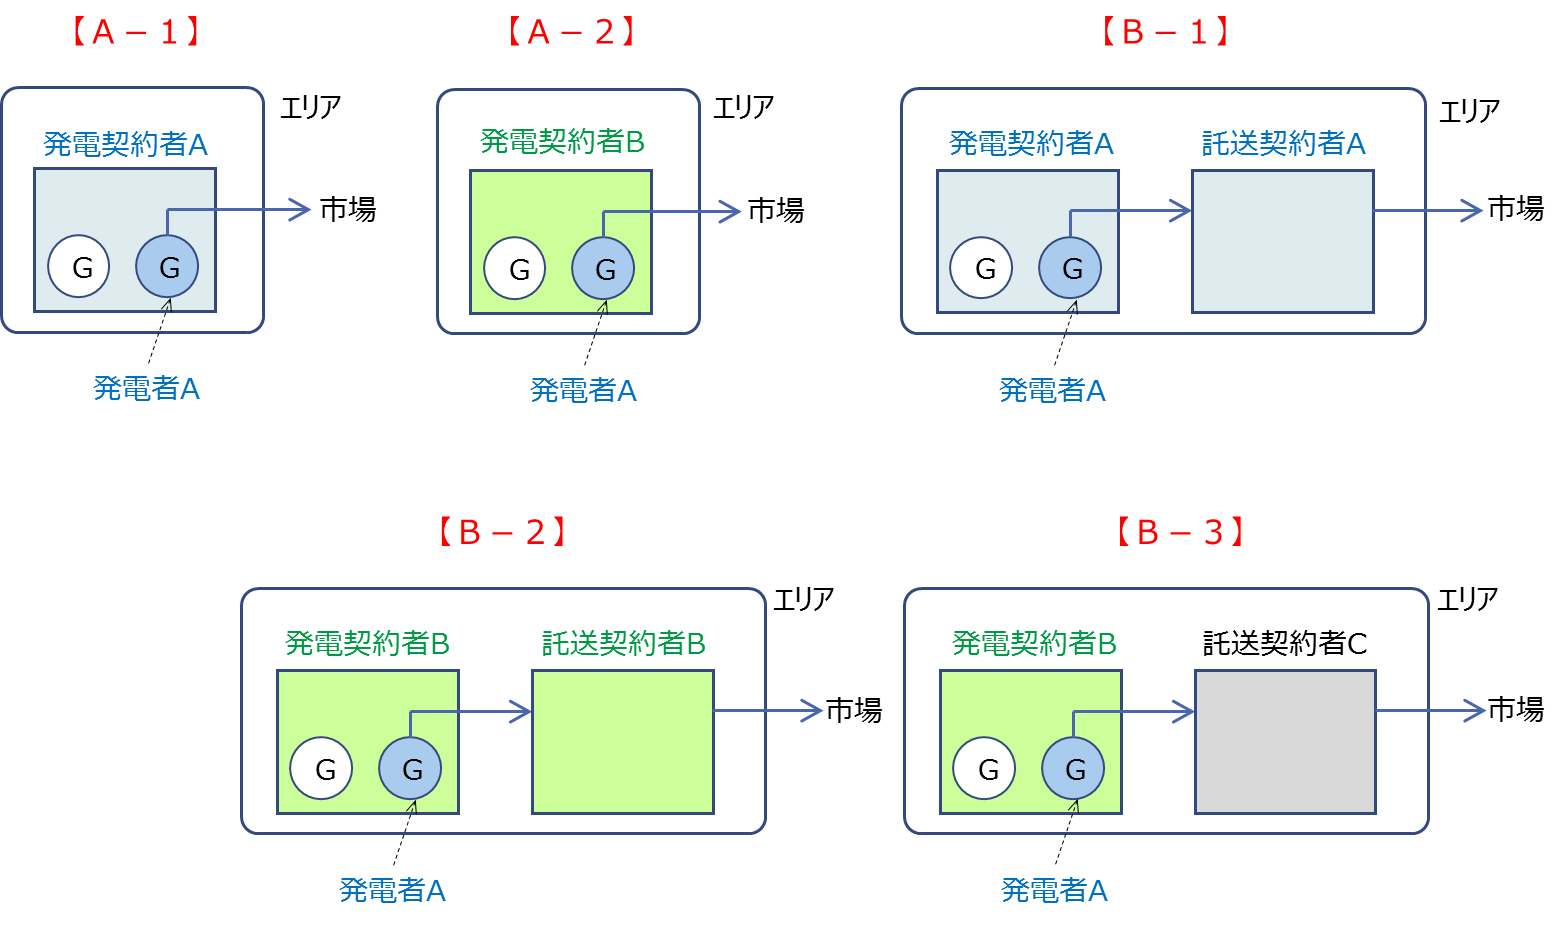 【Ａ－１】
エリア
発電契約者A
市場
G
G
発電者A
【Ａ－２】
エリア
発電契約者B
市場
G
G
発電者A
【Ｂ－１】
エリア
発電契約者A
託送契約者A
市場
G
G
発電者A
【Ｂ－２】
エリア
発電契約者B
託送契約者B
市場
G
G
発電者A
【Ｂ－３】
エリア
発電契約者B
託送契約者C
市場
G
G
発電者A